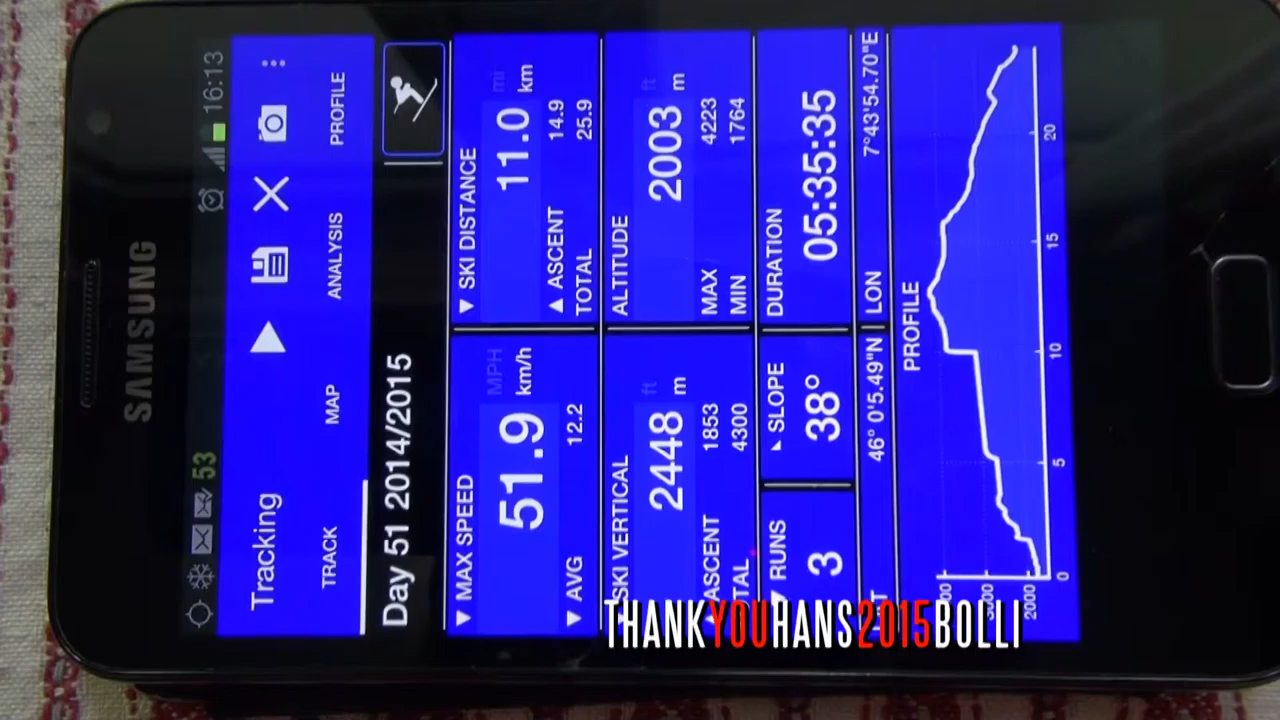 SAMSUNG
53
16:13
Tracking
TRACK
MAP
ANALYSIS
PROFILE
Day 51 2014/2015
▼ MAX SPEED
51.9
MPH
km/h
▼ AVG
12.2
▼ SKI DISTANCE
11.0
mi
km
▲ ASCENT
14.9
TOTAL
25.9
SKI VERTICAL
2448
ft
m
ASCENT
1853
TAL
4300
ALTITUDE
2003
ft
m
MAX
4223
MIN
1764
RUNS
3
SLOPE
38°
DURATION
05:35:35
46° 0'5.49"N
LON
7°43'54.70"E
PROFILE
2000
0
5
10
15
20
THANKYOUHANS2015BOLLI